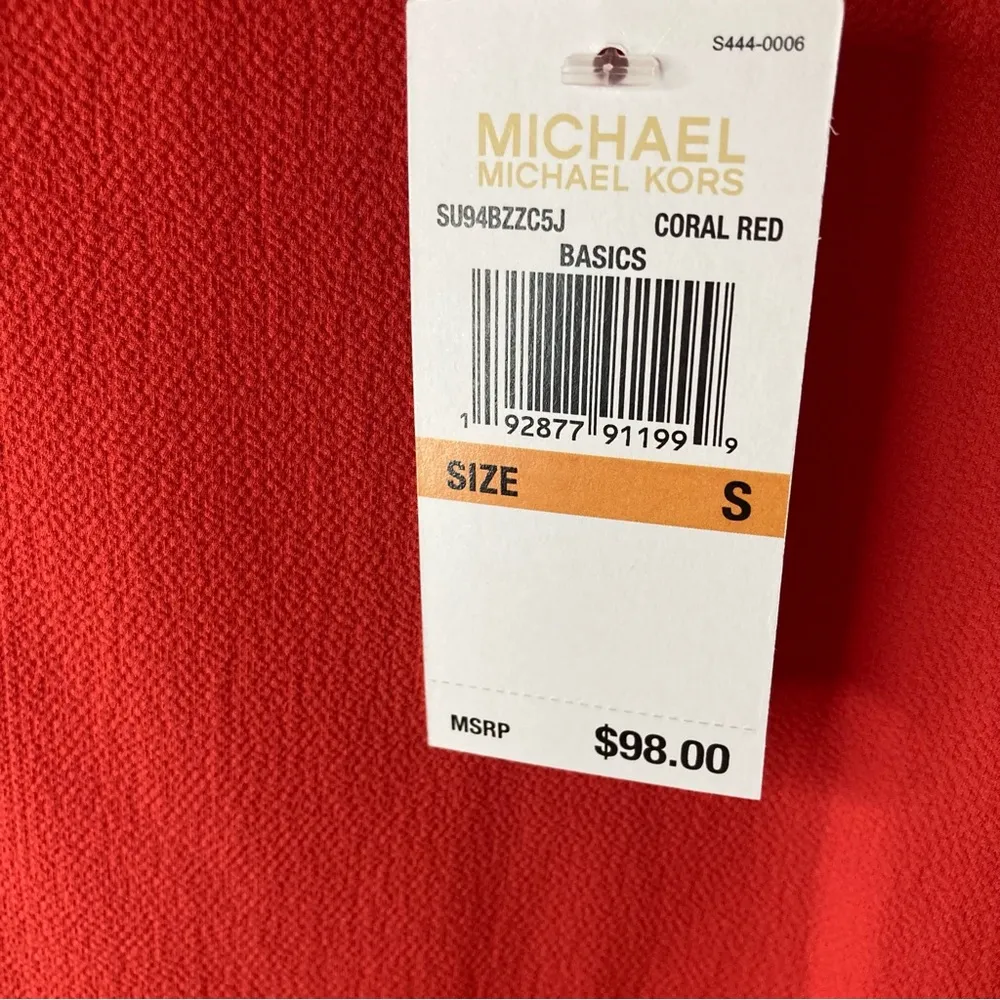 S444-0006
MICHAEL
MICHAEL KORS
SU94BZZC5J CORAL RED
BASICS
1 92877 91199 9
SIZE S
MSRP $98.00